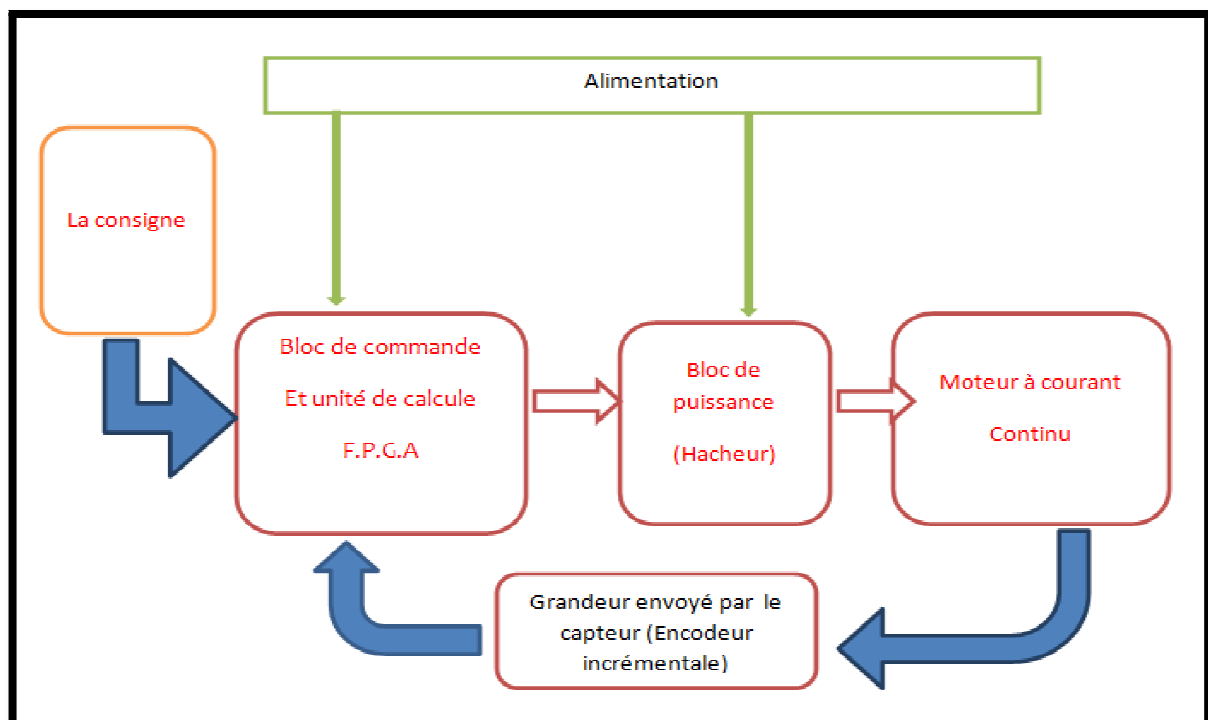 Alimentation
La consigne
Bloc de commande
Et unité de calcule
F.P.G.A
Bloc de
puissance
(Hacheur)
Moteur à courant
Continu
Grandeur envoyé par le
capteur (Encodeur
incrémentale)